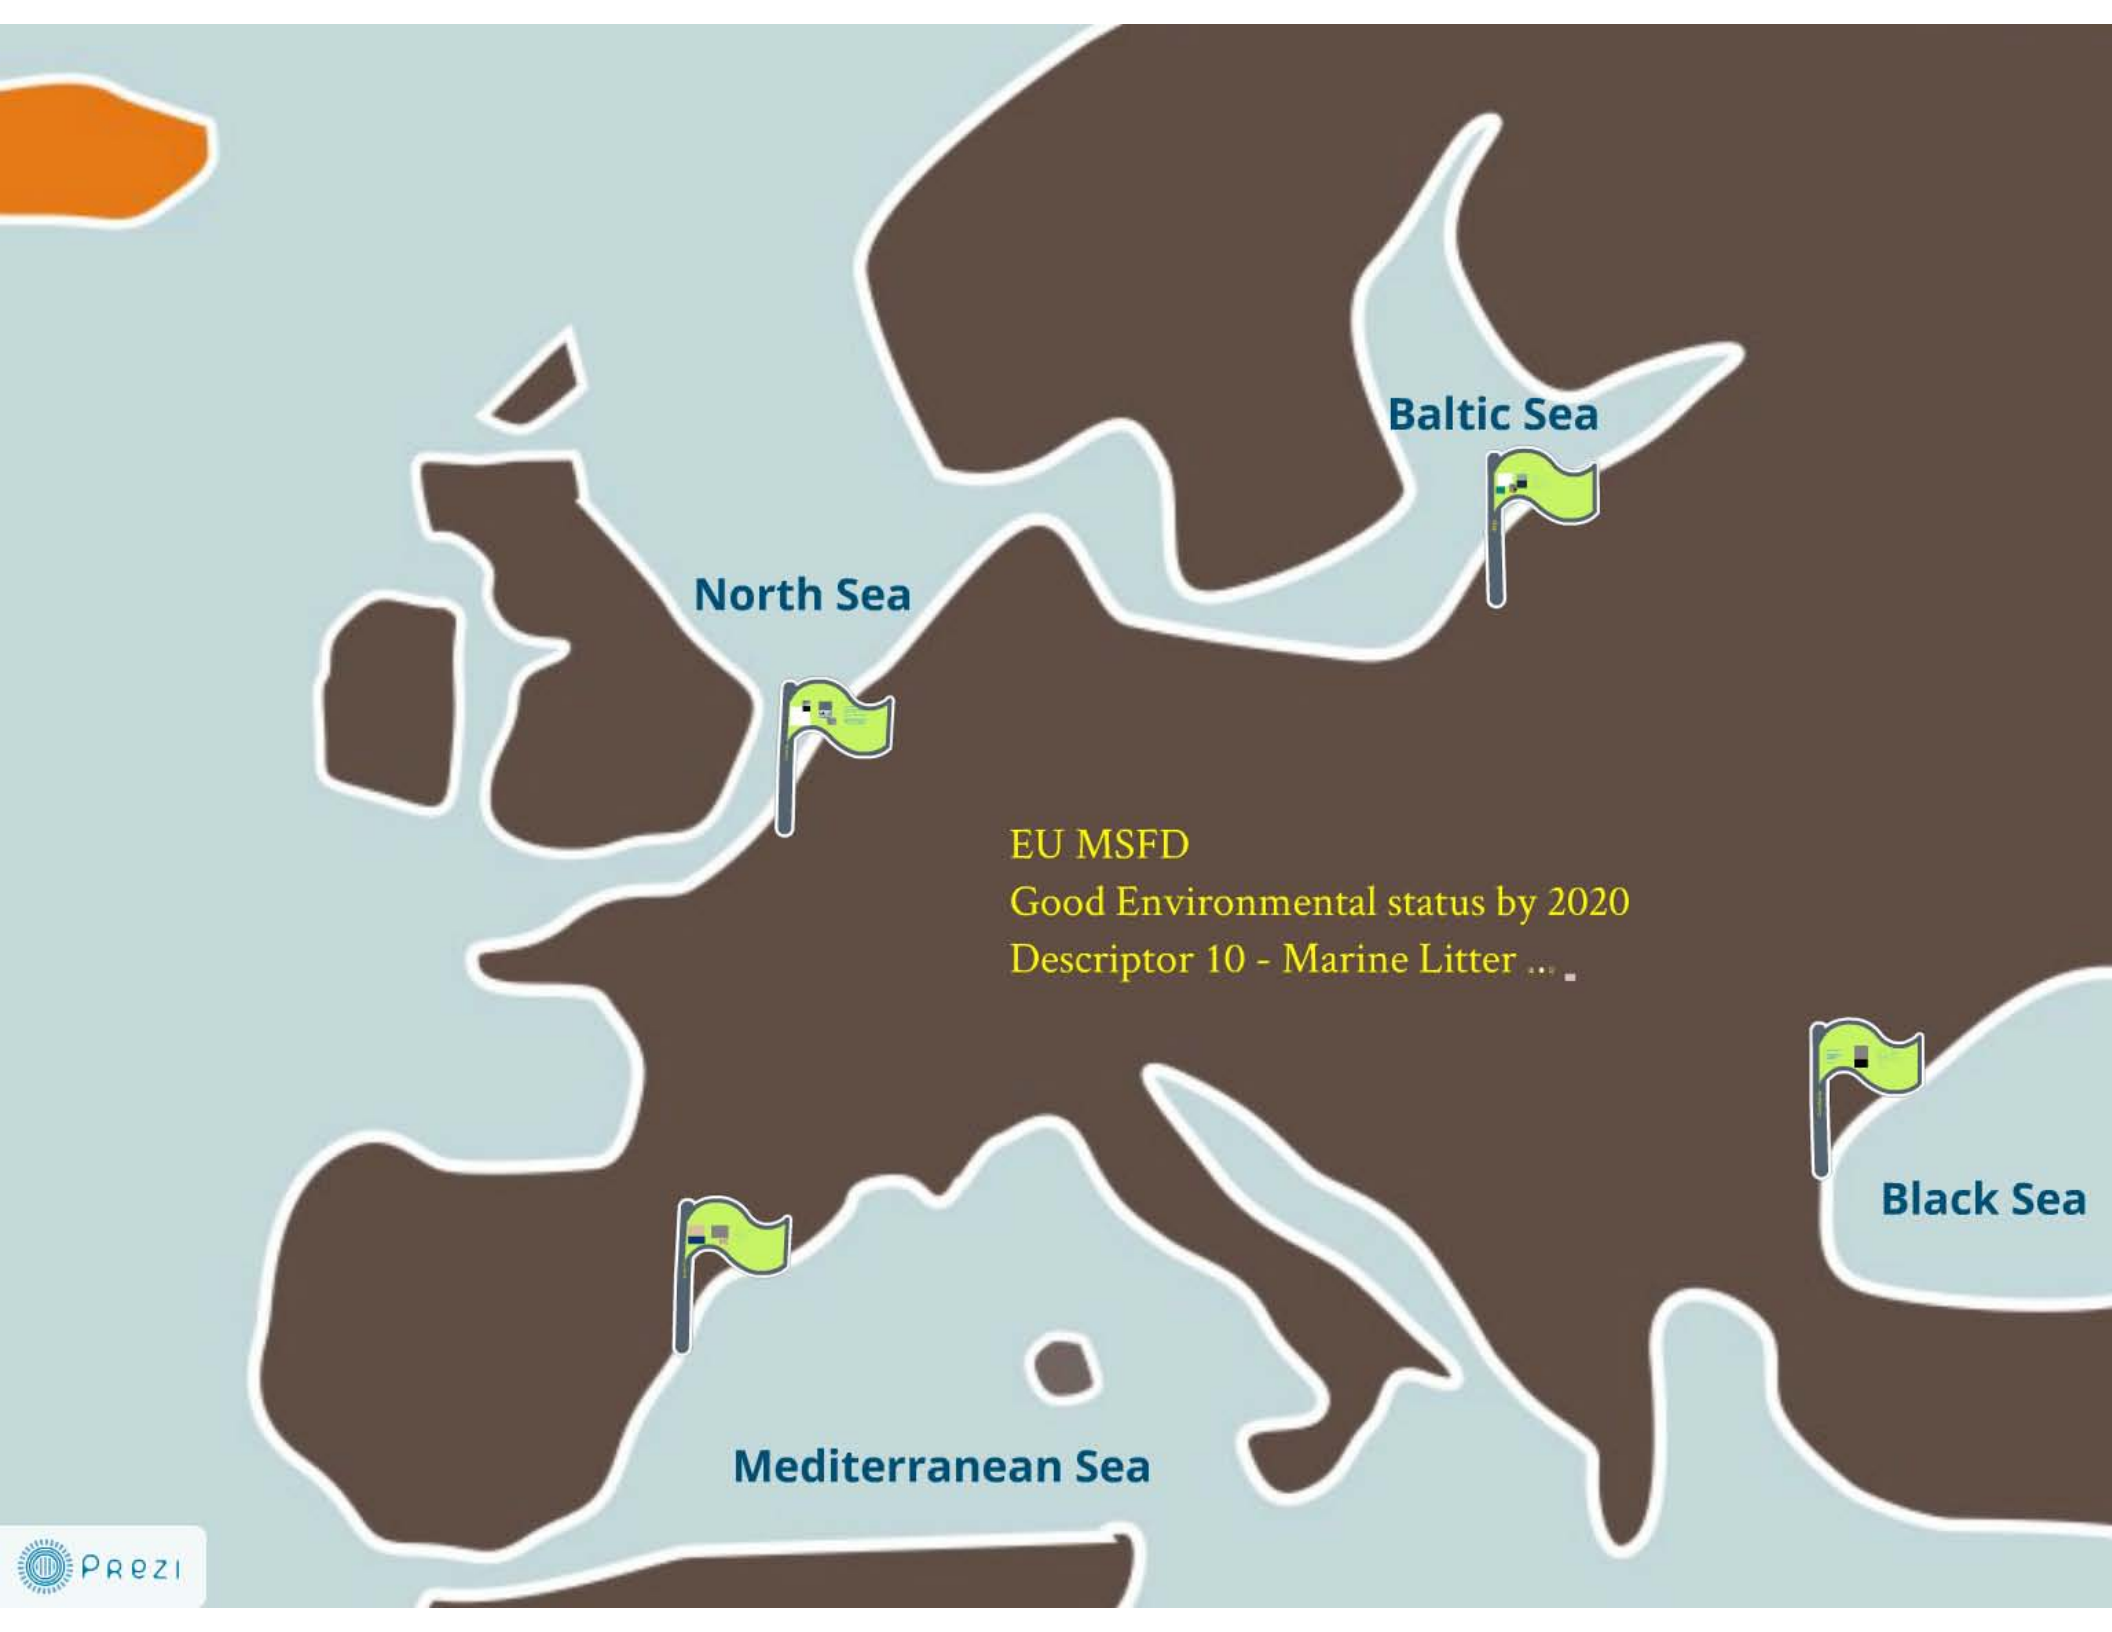 Baltic Sea
North Sea
EU MSFD
Good Environmental status by 2020
Descriptor 10 - Marine Litter ...
Black Sea
Mediterranean Sea
PREZI